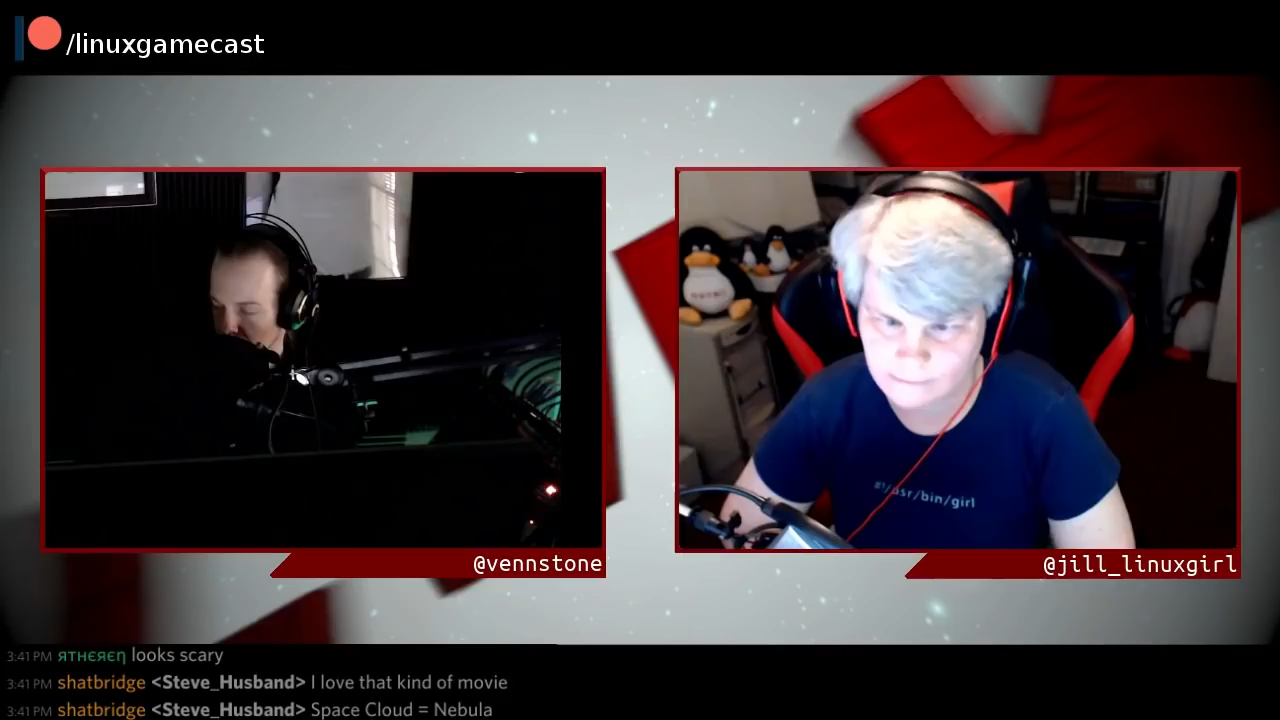 /linuxgamecast
#!/usr/bin/girl
@vennstone
@jill_linuxgirl
3:41 PM ятнєяєη looks scary
3:41 PM shatbridge <Steve_Husband> I love that kind of movie
3:41 PM shatbridge <Steve_Husband> Space Cloud = Nebula